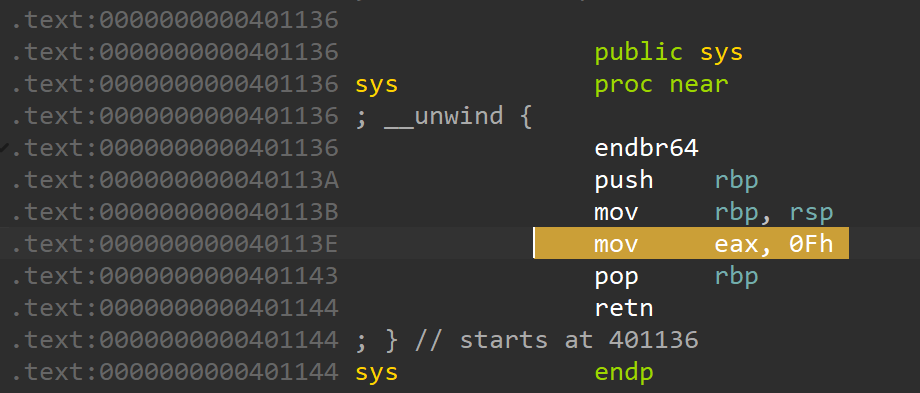 .text:0000000000401136
.text:0000000000401136 public sys
.text:0000000000401136 sys proc near
.text:0000000000401136 ; __unwind {
.text:0000000000401136 endbr64
.text:000000000040113A push rbp
.text:000000000040113B mov rbp, rsp
.text:000000000040113E mov eax, 0Fh
.text:0000000000401143 pop rbp
.text:0000000000401144 retn
.text:0000000000401144 ; } // starts at 401136
.text:0000000000401144 sys endp